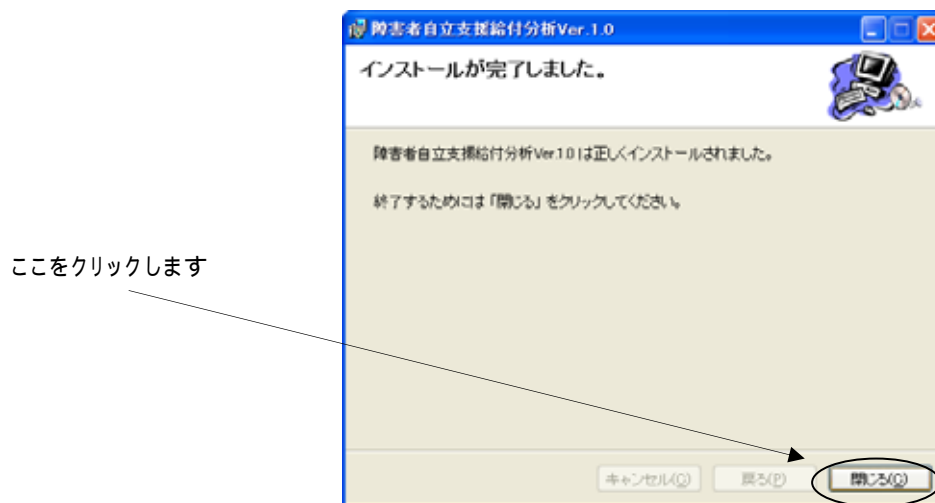 障害者自立支援給付分析Ver.1.0
インストールが完了しました。
障害者自立支援給付分析Ver.1.0は正しくインストールされました。
終了するためには「閉じる」をクリックしてください。
ここをクリックします
キャンセル(C) 戻る(P) 閉じる(C)